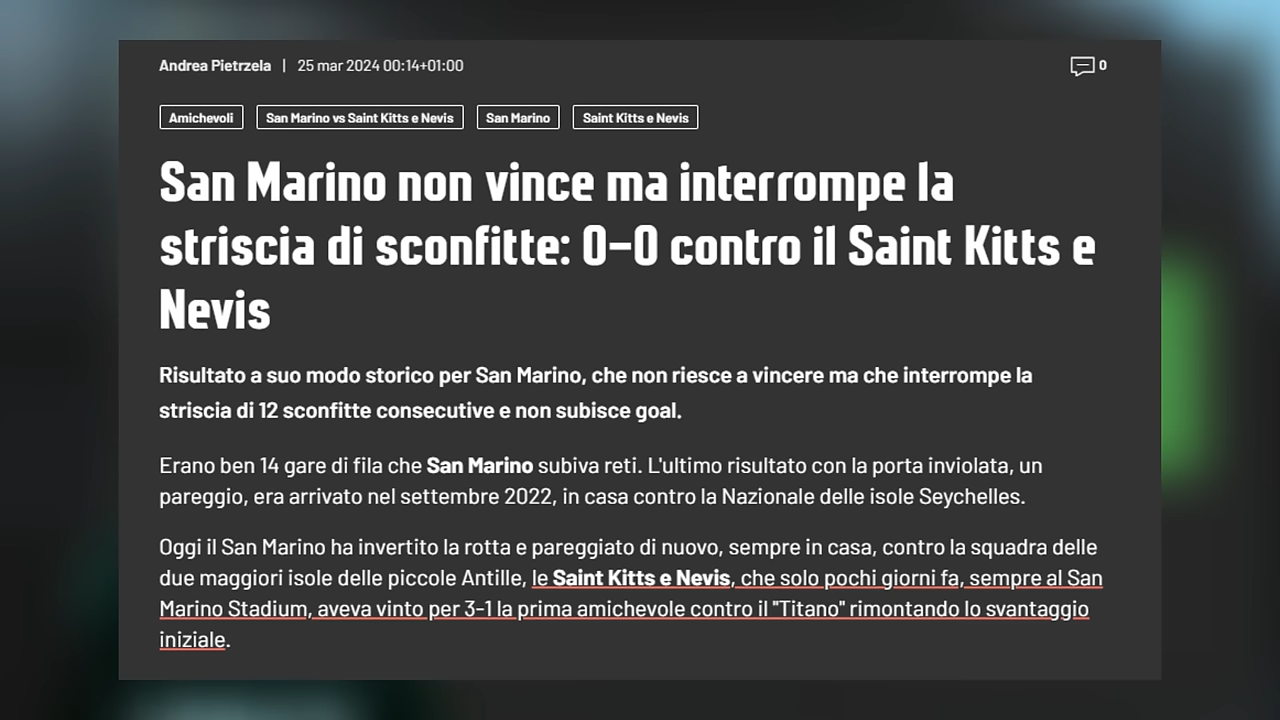 Andrea Pietrzela | 25 mar 2024 00:14+01:00
0
Amichevoli
San Marino vs Saint Kitts e Nevis
San Marino
Saint Kitts e Nevis
San Marino non vince ma interrompe la
striscia di sconfitte: 0-0 contro il Saint Kitts e
Nevis
Risultato a suo modo storico per San Marino, che non riesce a vincere ma che interrompe la
striscia di 12 sconfitte consecutive e non subisce goal.
Erano ben 14 gare di fila che San Marino subiva reti. L'ultimo risultato con la porta inviolata, un
pareggio, era arrivato nel settembre 2022, in casa contro la Nazionale delle isole Seychelles.
Oggi il San Marino ha invertito la rotta e pareggiato di nuovo, sempre in casa, contro la squadra delle
due maggiori isole delle piccole Antille, le Saint Kitts e Nevis, che solo pochi giorni fa, sempre al San
Marino Stadium, aveva vinto per 3-1 la prima amichevole contro il "Titano" rimontando lo svantaggio
iniziale.